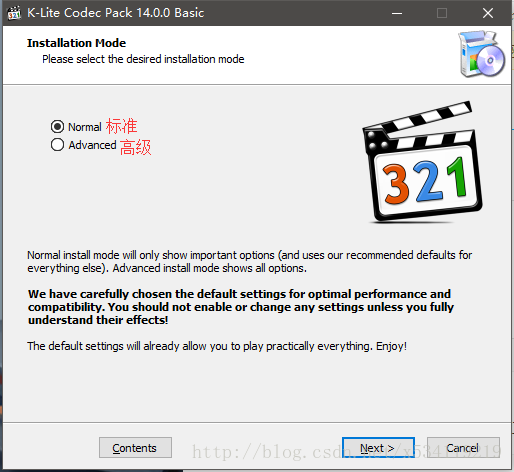 K-Lite Codec Pack 14.0.0 Basic
Installation Mode
Please select the desired installation mode
Normal 标准
Advanced 高级
321
Normal install mode will only show important options (and uses our recommended defaults for
everything else). Advanced install mode shows all options.
We have carefully chosen the default settings for optimal performance and
compatibility. You should not enable or change any settings unless you fully
understand their effects!
The default settings will already allow you to play practically everything. Enjoy!
Contents
Next >
Cancel
http://blog.csdn